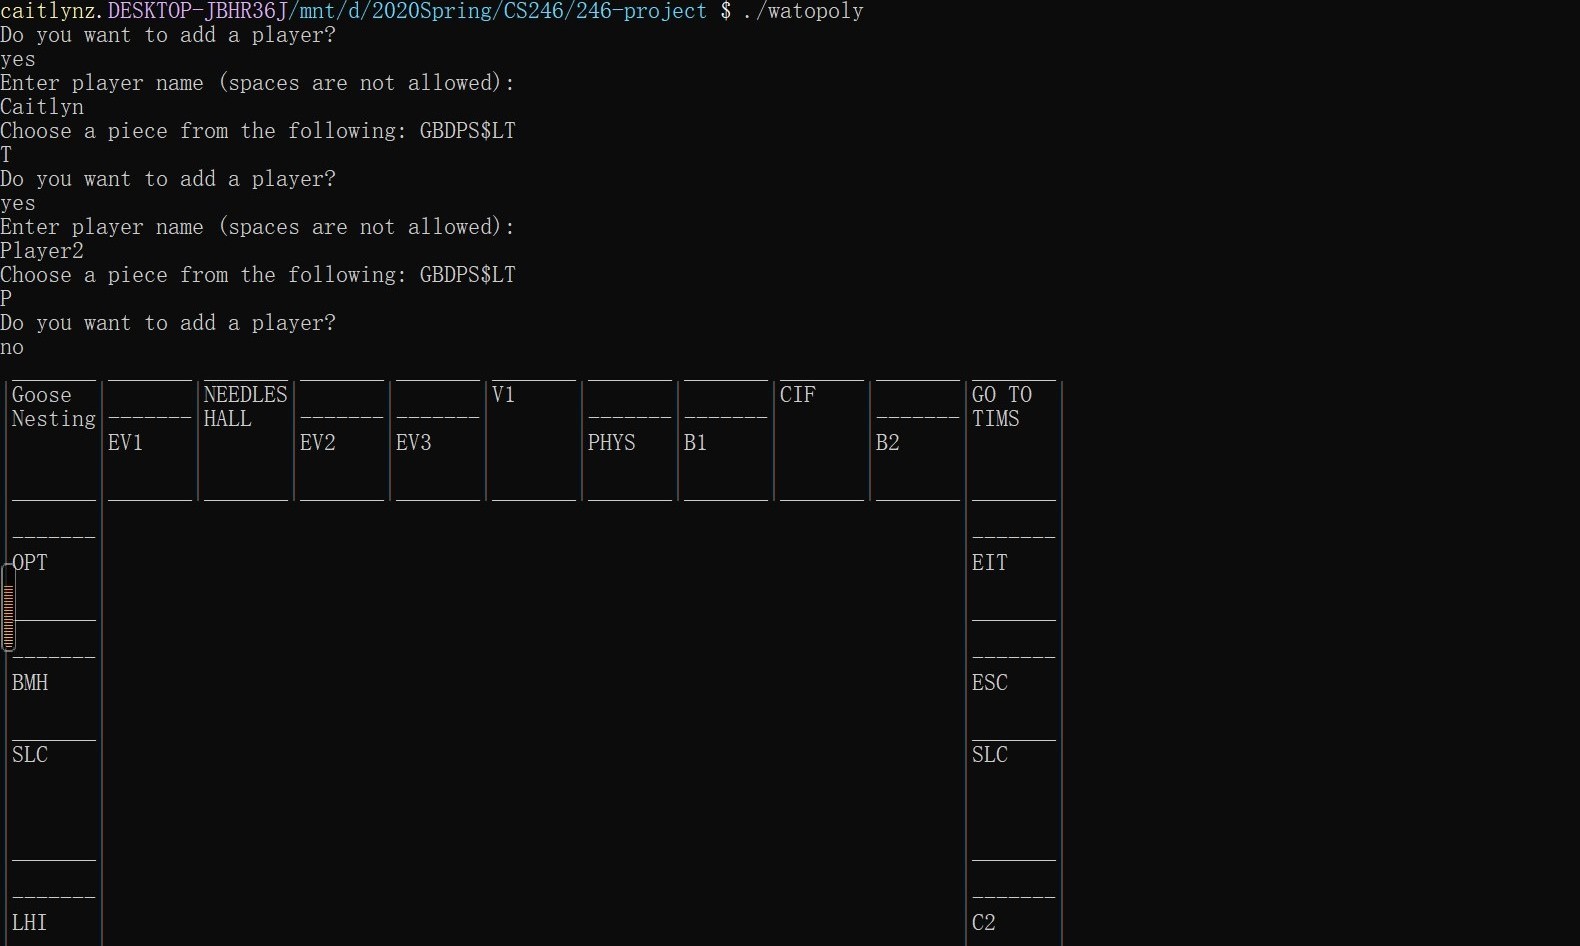 caitlynz.DESKTOP-JBHR36J/mnt/d/2020Spring/CS246/246-project $ ./watopoly
Do you want to add a player?
yes
Enter player name (spaces are not allowed):
Caitlyn
Choose a piece from the following: GBDPS$LT
T
Do you want to add a player?
yes
Enter player name (spaces are not allowed):
Player2
Choose a piece from the following: GBDPS$LT
P
Do you want to add a player?
no
Goose NEEDLES V1 CIF GO TO
Nesting HALL TIMS
EV1 EV2 EV3 PHYS B1 B2
OPT EIT
BMH ESC
SLC SLC
LHI C2